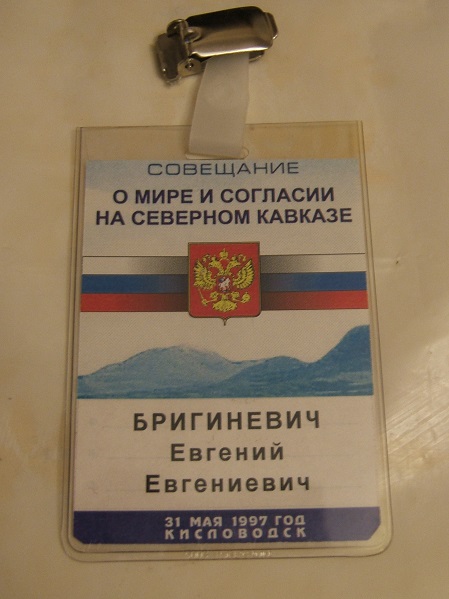 СОВЕЩАНИЕ
О МИРЕ И СОГЛАСИИ
НА СЕВЕРНОМ КАВКАЗЕ
БРИГИНЕВИЧ
Евгений
Евгениевич
31 МАЯ 1997 ГОД
КИСЛОВОДСК